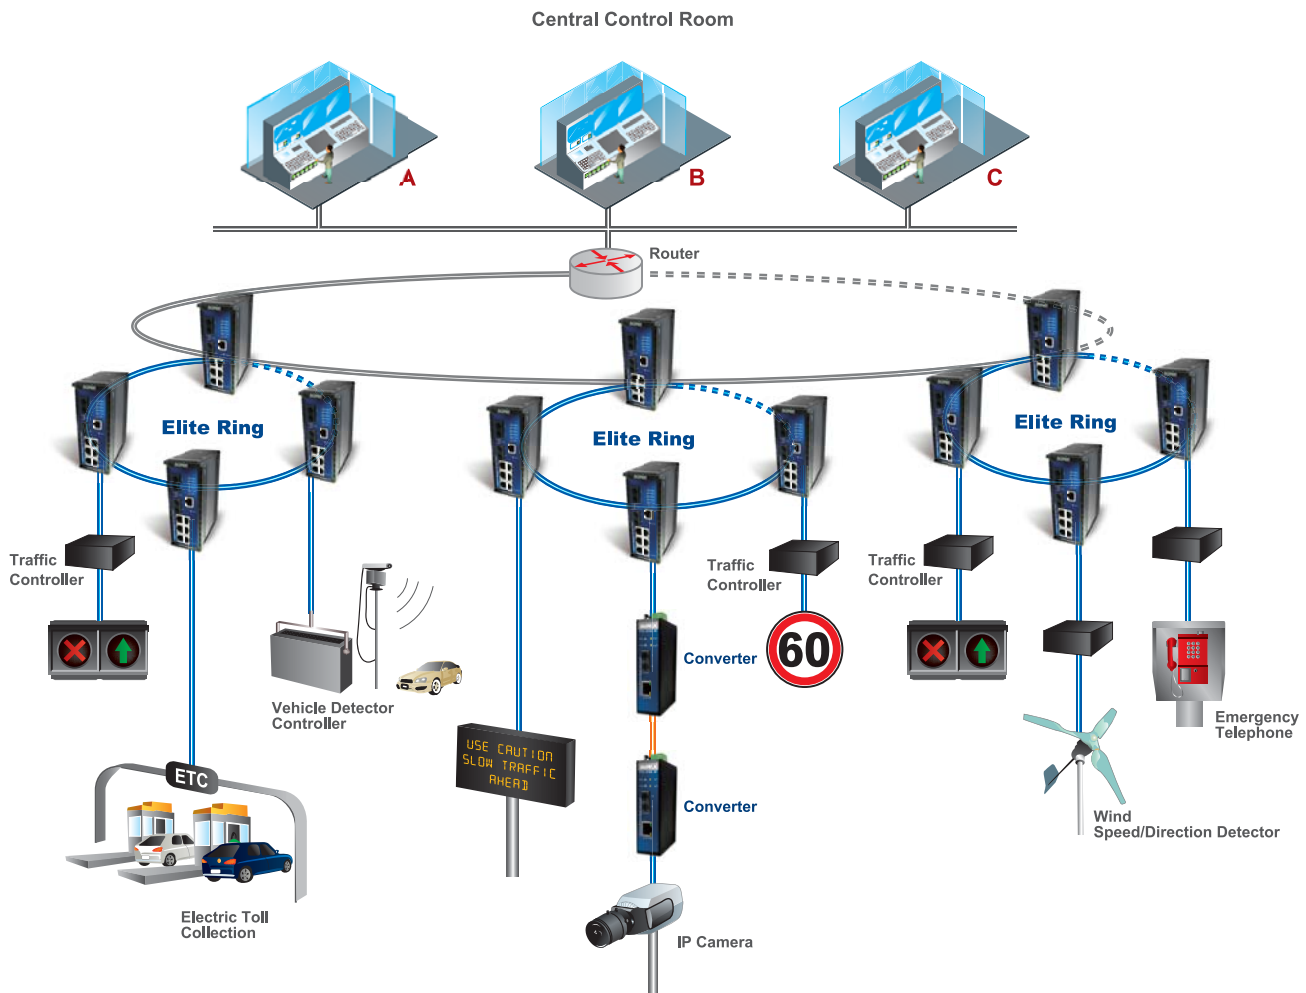 Central Control Room
A
B
C
Router
Elite Ring
Elite Ring
Elite Ring
Traffic
Controller
Traffic
Controller
Traffic
Controller
60
Converter
Vehicle Detector
Controller
Emergency
Telephone
USE CAUTION
SLOW TRAFFIC
AHEAD
ETC
Converter
Wind
Speed/Direction Detector
Electric Toll
Collection
IP Camera